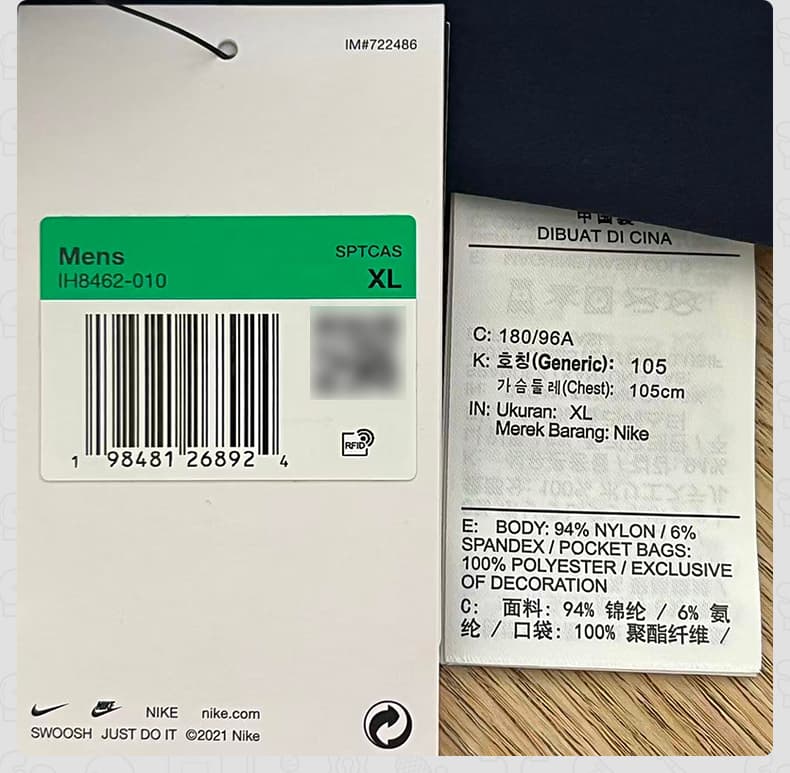 IM#722486
Mens
SPTCAS
IH8462-010
XL
1 98481 26892 4
RFID
NIKE nike.com
SWOOSH JUST DO IT ©2021 Nike
DIBUAT DI CINA
C: 180/96A
K: 호칭(Generic): 105
가슴둘레(Chest): 105cm
IN: Ukuran: XL
Merek Barang: Nike
E: BODY: 94% NYLON / 6%
SPANDEX / POCKET BAGS:
100% POLYESTER / EXCLUSIVE
OF DECORATION
C: 面料: 94% 锦纶 / 6% 氨
纶 / 口袋: 100% 聚酯纤维 /